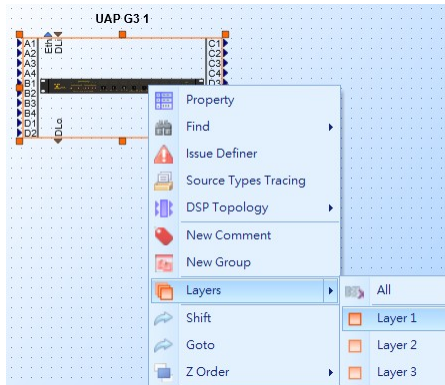 UAP G3 1
A1
A2
A3
A4
B1
B2
B3
B4
D1
D2
Eth
DLi
DLo
C1
C2
C3
C4
D3
Property
Find
Issue Definer
Source Types Tracing
DSP Topology
New Comment
New Group
Layers
All
Shift
Layer 1
Goto
Layer 2
Z Order
Layer 3